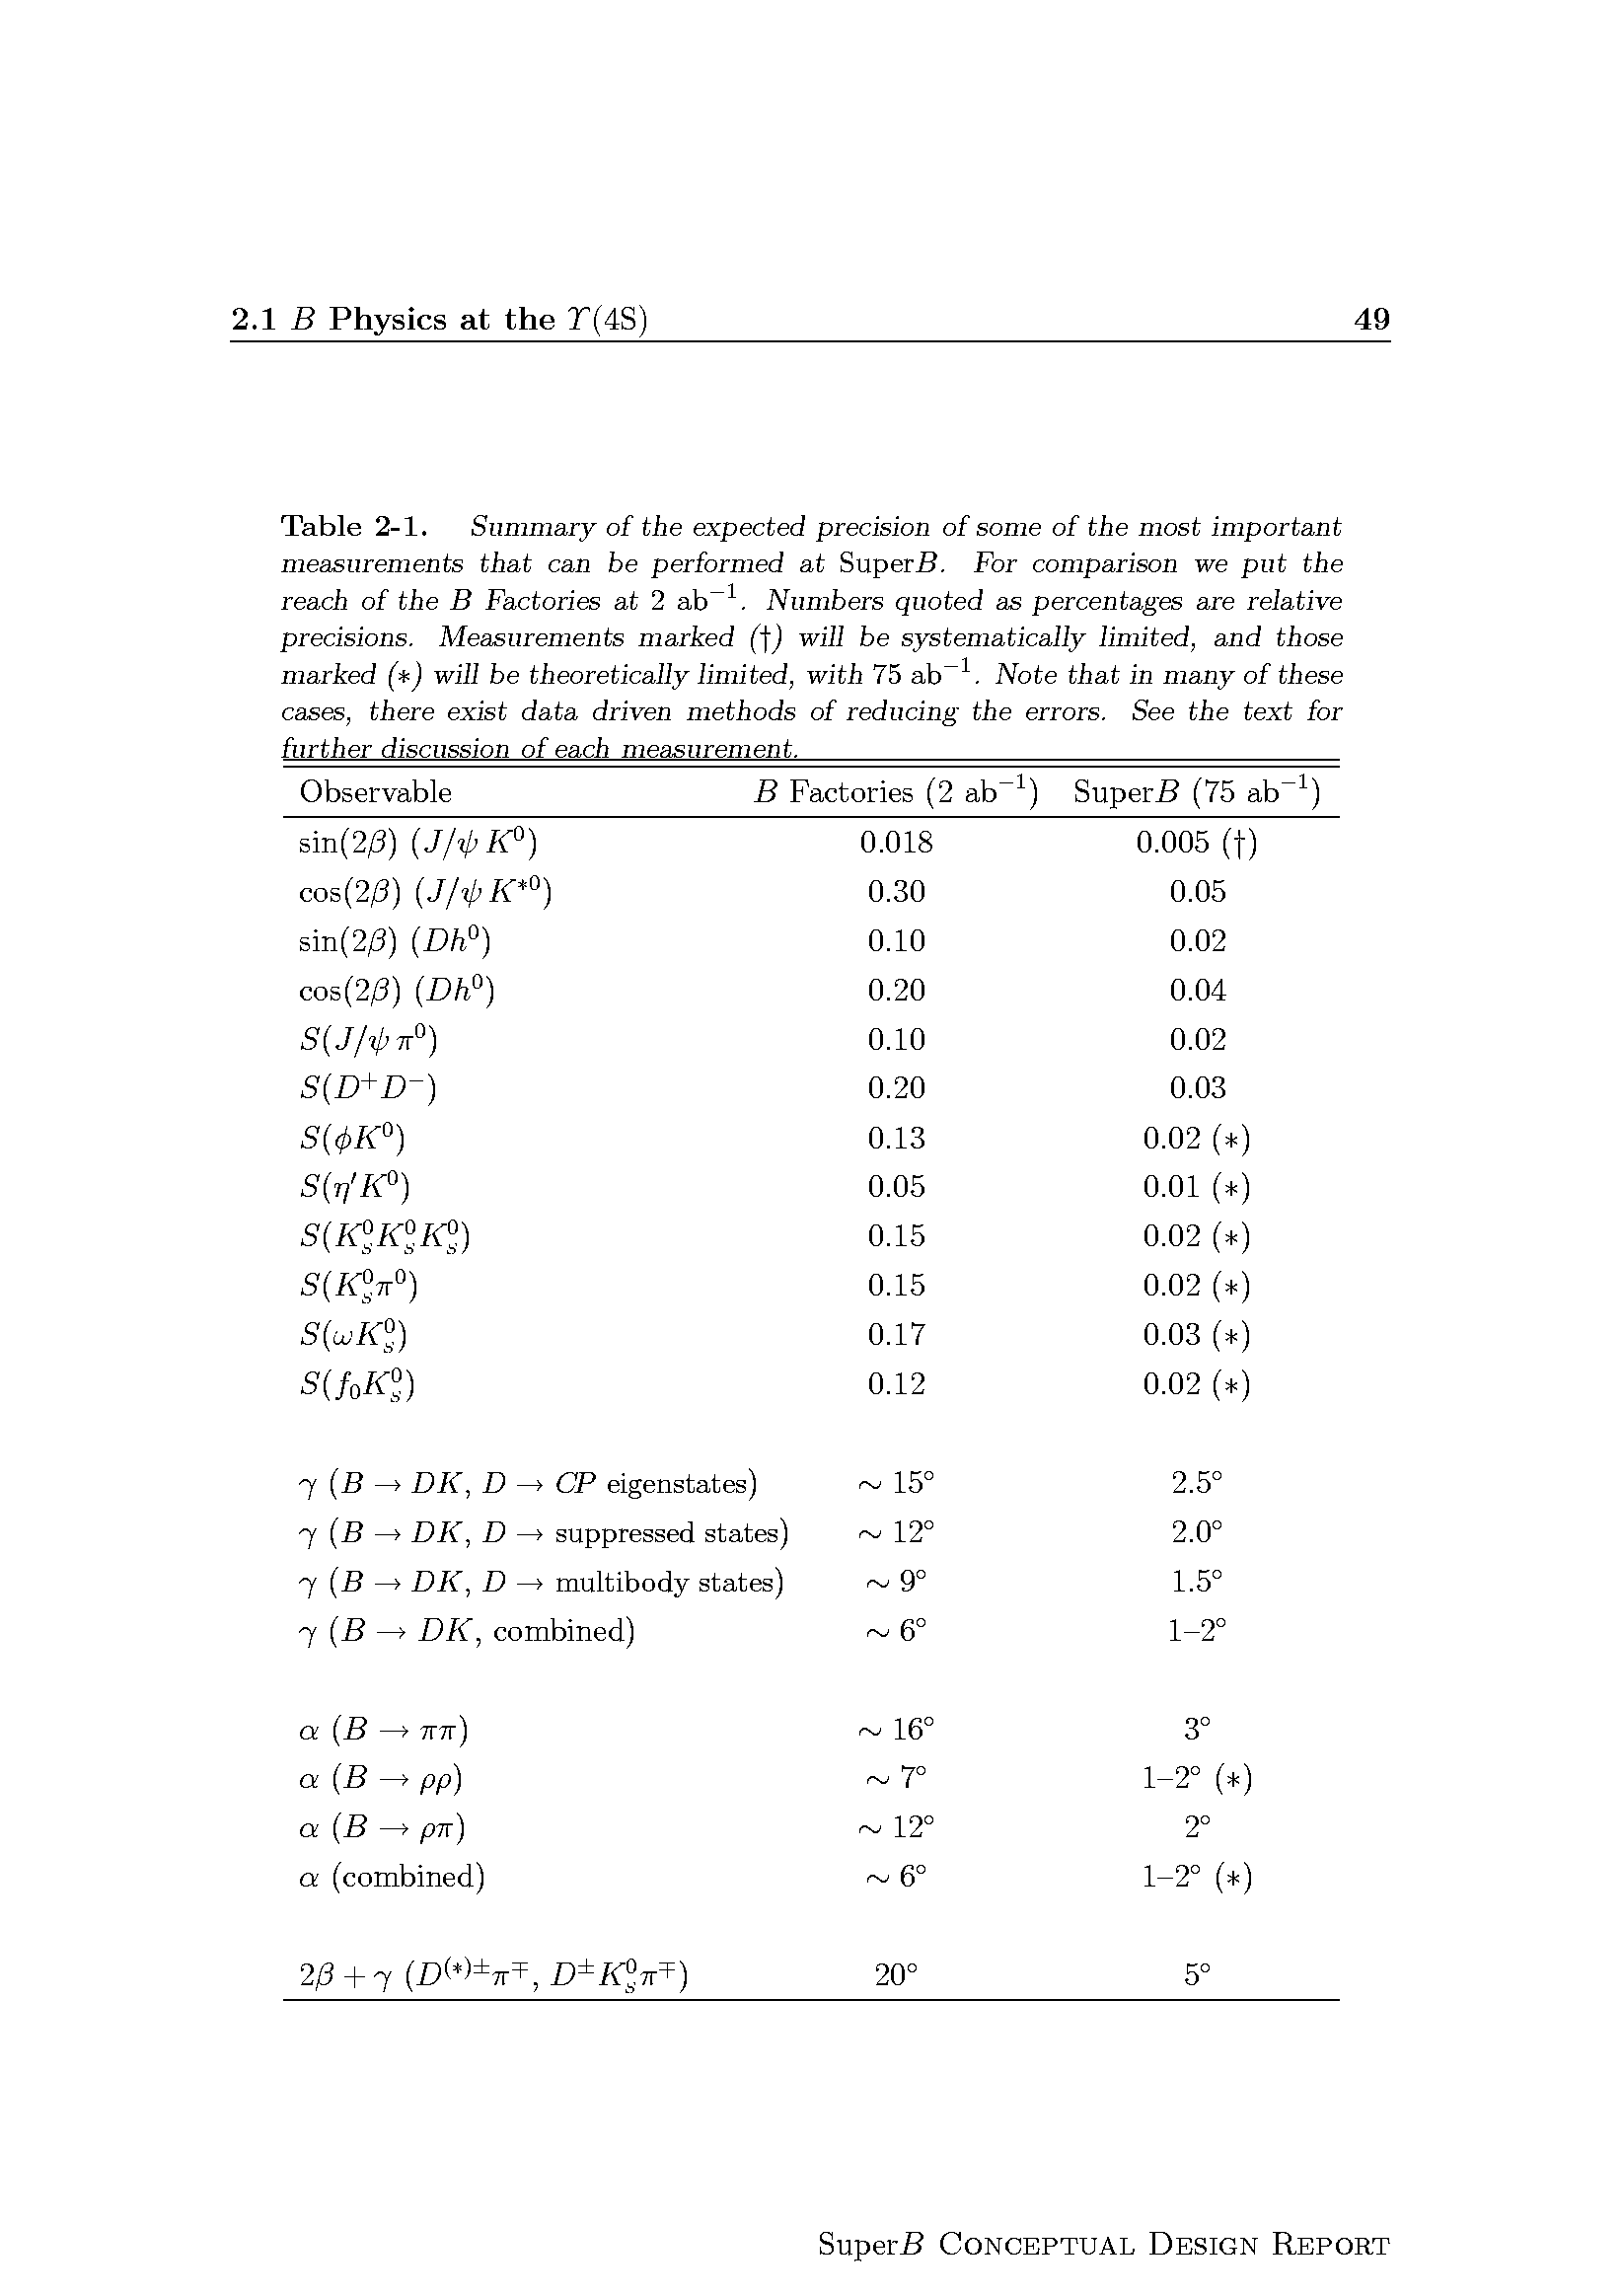 2.1 B Physics at the ϒ(4S) 49
Table 2-1. Summary of the expected precision of some of the most important
measurements that can be performed at SuperB. For comparison we put the
reach of the B Factories at 2 ab⁻¹. Numbers quoted as percentages are relative
precisions. Measurements marked (†) will be systematically limited, and those
marked (∗) will be theoretically limited, with 75 ab⁻¹. Note that in many of these
cases, there exist data driven methods of reducing the errors. See the text for
further discussion of each measurement.
Observable B Factories (2 ab⁻¹) SuperB (75 ab⁻¹)
sin(2β) (J/ψ K⁰) 0.018 0.005 (†)
cos(2β) (J/ψ K*⁰) 0.30 0.05
sin(2β) (Dh⁰) 0.10 0.02
cos(2β) (Dh⁰) 0.20 0.04
S(J/ψ π⁰) 0.10 0.02
S(D⁺D⁻) 0.20 0.03
S(ϕK⁰) 0.13 0.02 (∗)
S(η′K⁰) 0.05 0.01 (∗)
S(K⁰ₛK⁰ₛK⁰ₛ) 0.15 0.02 (∗)
S(K⁰ₛπ⁰) 0.15 0.02 (∗)
S(ωK⁰ₛ) 0.17 0.03 (∗)
S(f₀K⁰ₛ) 0.12 0.02 (∗)
γ (B → DK, D → CP eigenstates) ∼ 15° 2.5°
γ (B → DK, D → suppressed states) ∼ 12° 2.0°
γ (B → DK, D → multibody states) ∼ 9° 1.5°
γ (B → DK, combined) ∼ 6° 1–2°
α (B → ππ) ∼ 16° 3°
α (B → ρρ) ∼ 7° 1–2° (∗)
α (B → ρπ) ∼ 12° 2°
α (combined) ∼ 6° 1–2° (∗)
2β + γ (D⁽*⁾±π∓, D±K⁰ₛπ∓) 20° 5°
SuperB Conceptual Design Report